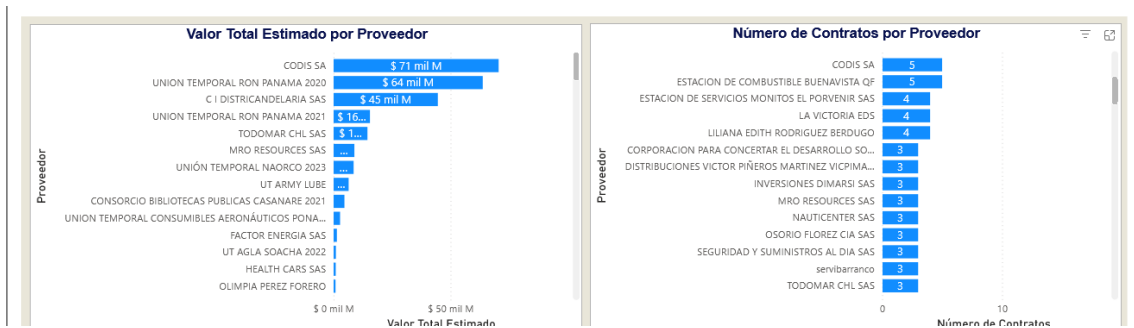 Valor Total Estimado por Proveedor
CODIS SA
$ 71 mil M
UNION TEMPORAL RON PANAMA 2020
$ 64 mil M
C I DISTRICANDELARIA SAS
$ 45 mil M
UNION TEMPORAL RON PANAMA 2021
$ 16...
TODOMAR CHL SAS
$ 1...
MRO RESOURCES SAS
...
UNIÓN TEMPORAL NAORCO 2023
...
UT ARMY LUBE
...
CONSORCIO BIBLIOTECAS PUBLICAS CASANARE 2021
UNION TEMPORAL CONSUMIBLES AERONÁUTICOS PONA...
FACTOR ENERGIA SAS
UT AGLA SOACHA 2022
HEALTH CARS SAS
OLIMPIA PEREZ FORERO
Proveedor
$ 0 mil M
$ 50 mil M
Valor Total Estimado
Número de Contratos por Proveedor
CODIS SA
5
ESTACION DE COMBUSTIBLE BUENAVISTA QF
5
ESTACION DE SERVICIOS MONITOS EL PORVENIR SAS
4
LA VICTORIA EDS
4
LILIANA EDITH RODRIGUEZ BERDUGO
4
CORPORACION PARA CONCERTAR EL DESARROLLO SO...
3
DISTRIBUCIONES VICTOR PIÑEROS MARTINEZ VICPIMA...
3
INVERSIONES DIMARSI SAS
3
MRO RESOURCES SAS
3
NAUTICENTER SAS
3
OSORIO FLOREZ CIA SAS
3
SEGURIDAD Y SUMINISTROS AL DIA SAS
3
servibarranco
3
TODOMAR CHL SAS
3
Proveedor
0
10
Número de Contratos